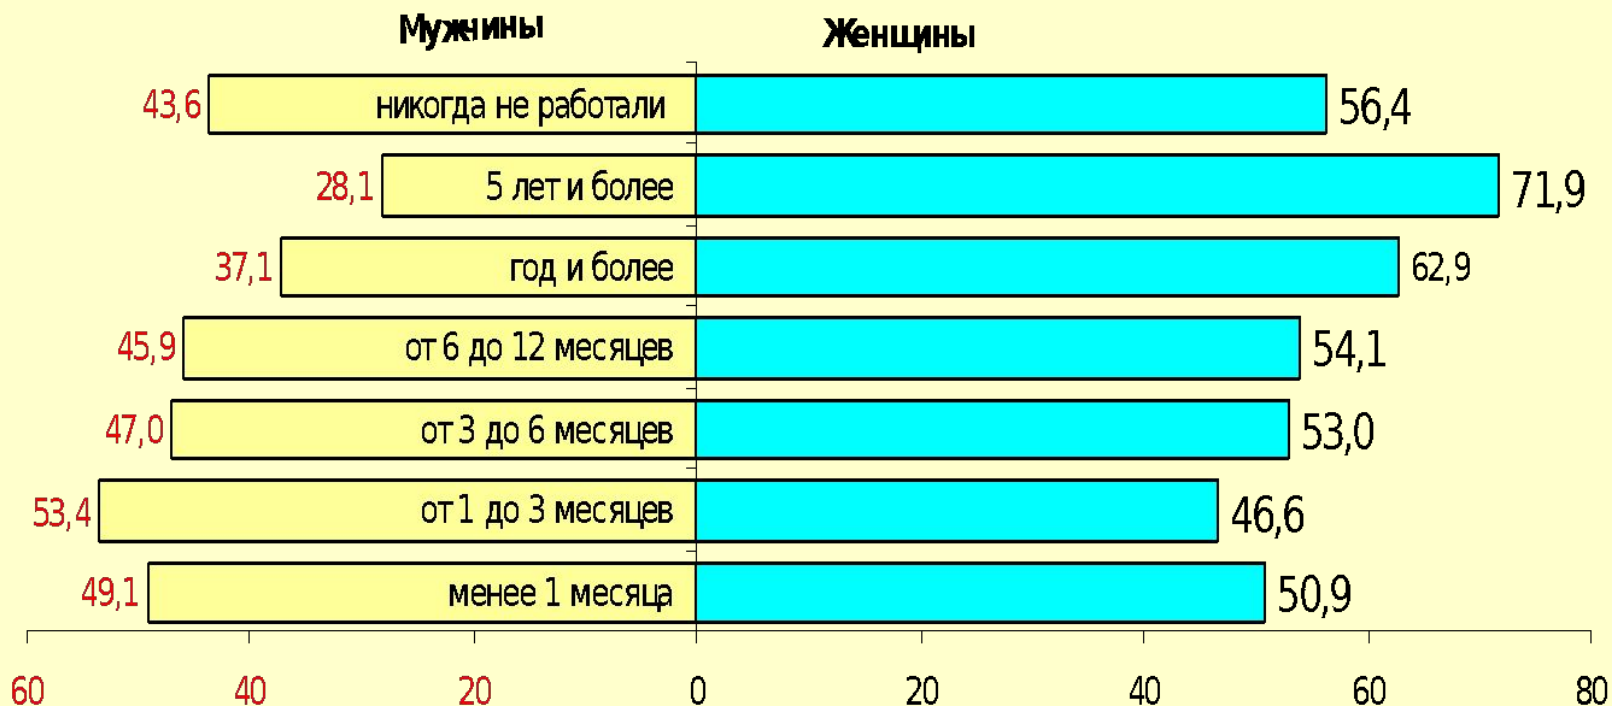 Мужчины Женщины
43,6 никогда не работали 56,4
28,1 5 лет и более 71,9
37,1 год и более 62,9
45,9 от 6 до 12 месяцев 54,1
47,0 от 3 до 6 месяцев 53,0
53,4 от 1 до 3 месяцев 46,6
49,1 менее 1 месяца 50,9
60 40 20 0 20 40 60 80